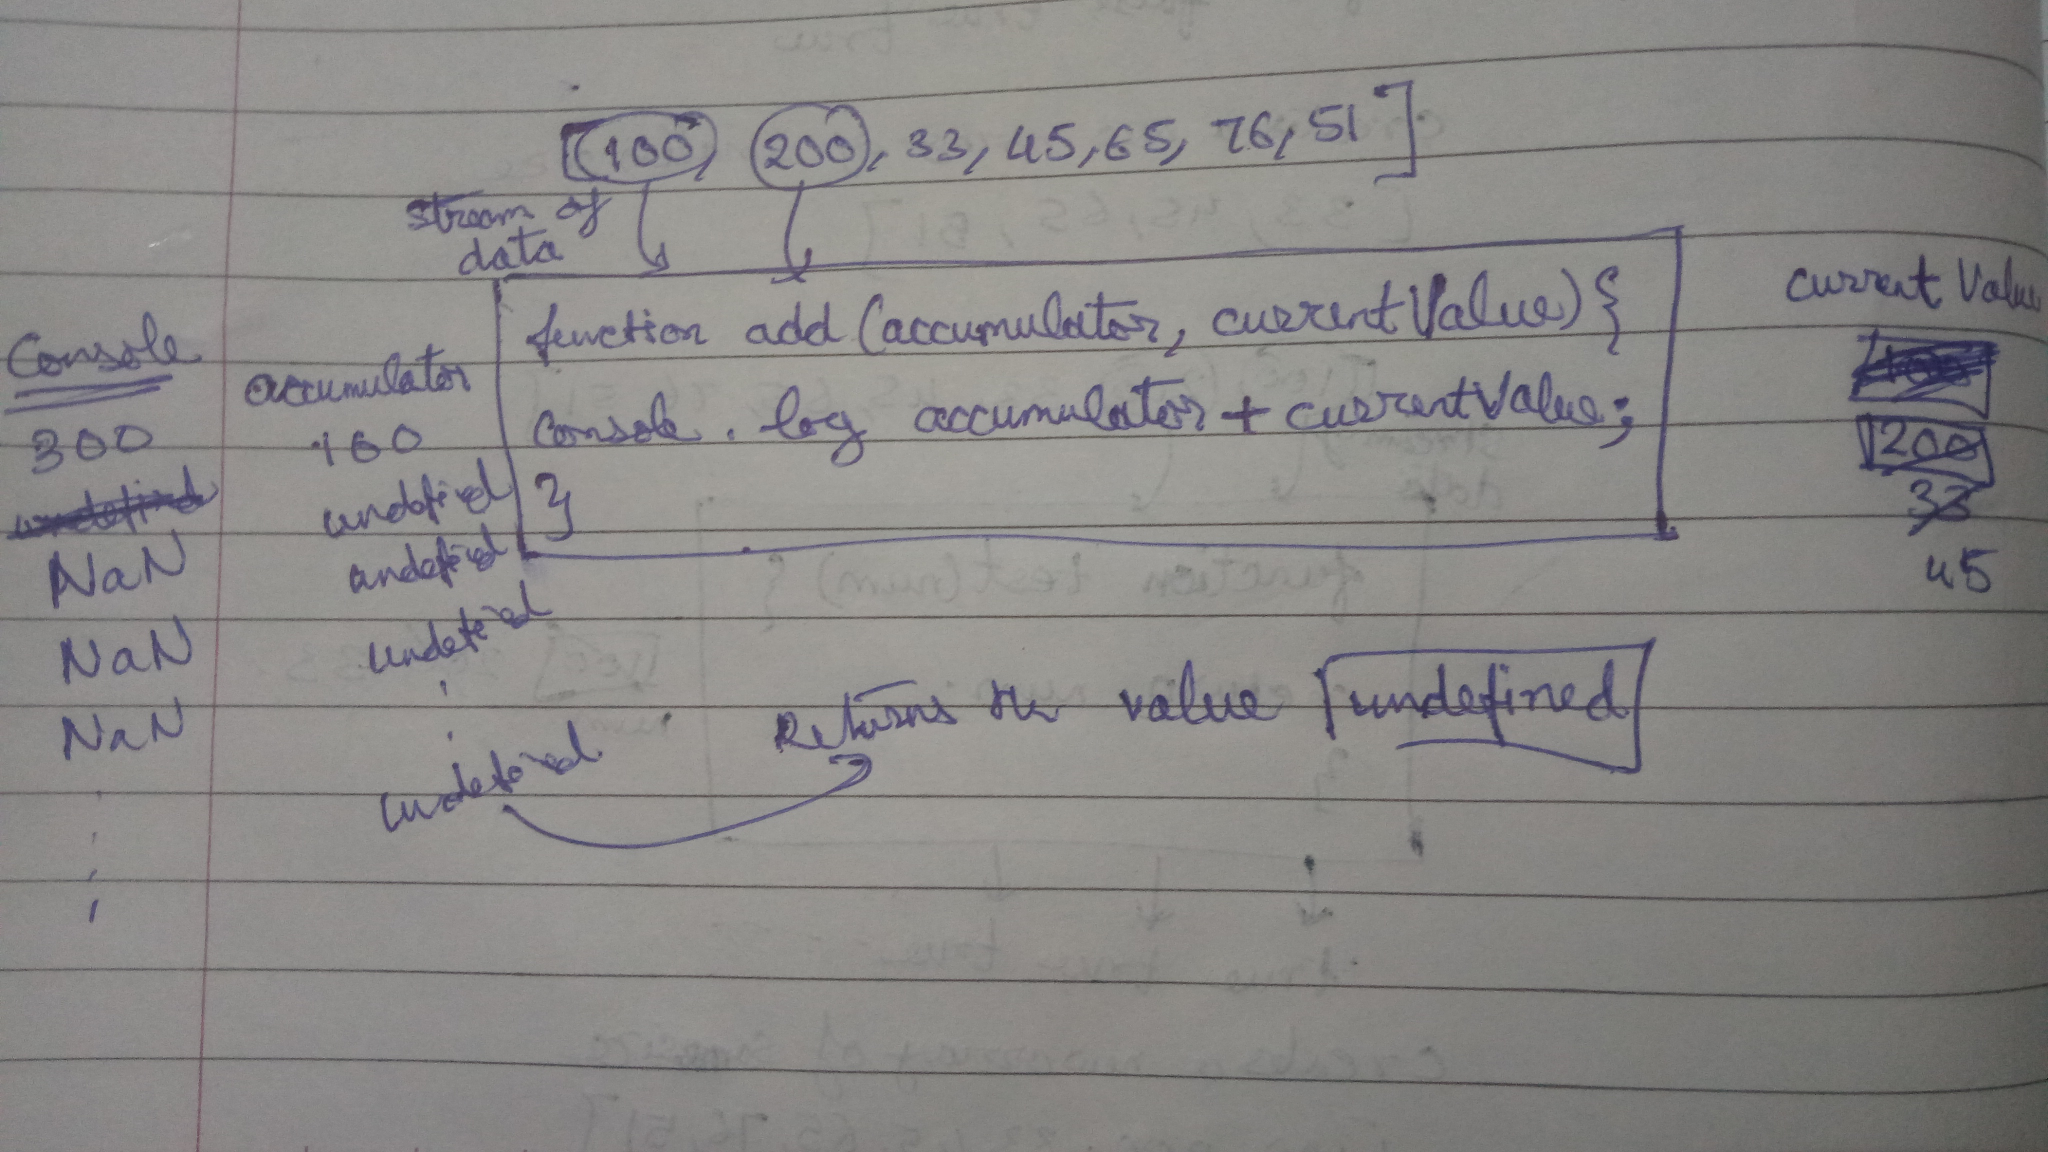 [100, 200, 33, 45, 65, 76, 51]
stream of
data
function add (accumulator, currentValue) {
console . log accumulator + currentValue;
}
Console
300
undefined
NaN
NaN
NaN
accumulator
100
undefined
undefined
undefined
undefined
current Value
200
33
45
Returns the value undefined